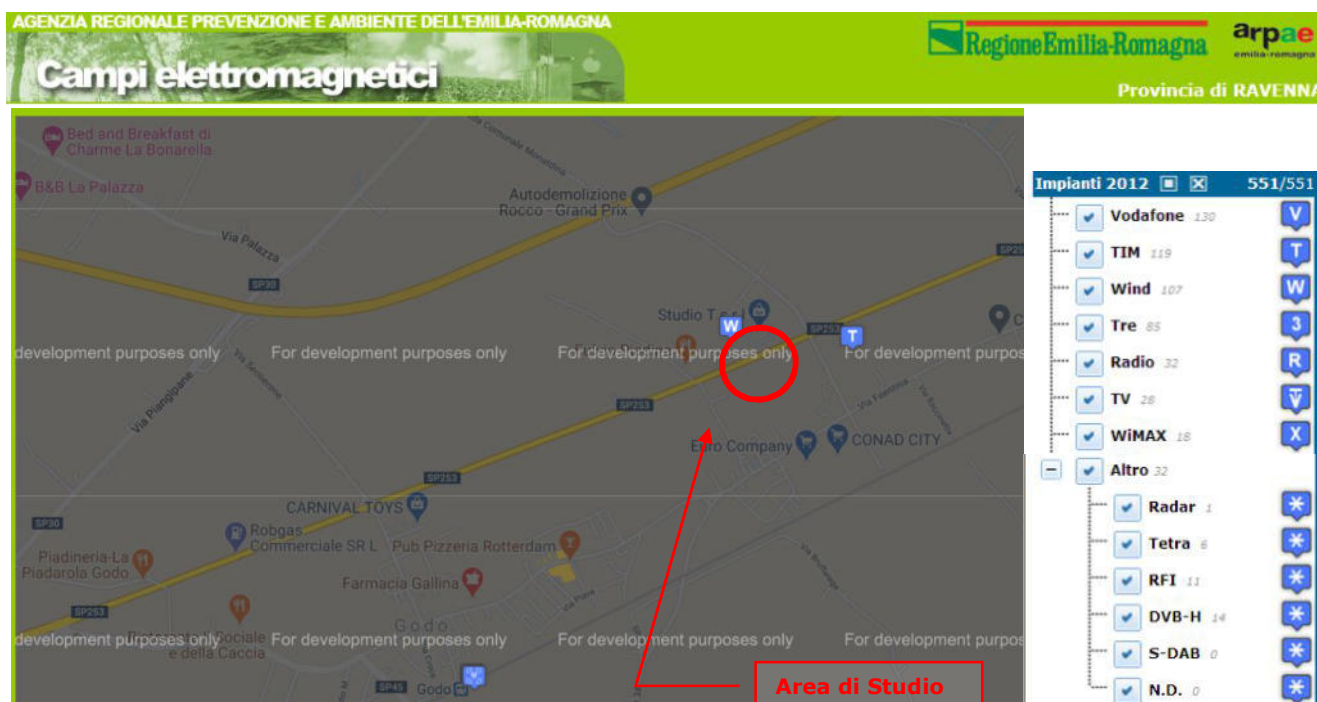 AGENZIA REGIONALE PREVENZIONE E AMBIENTE DELL'EMILIA-ROMAGNA
Campi elettromagnetici
RegioneEmilia-Romagna
arpae
emilia-romagna
Provincia di RAVENNA
Bed and Breakfast di
Charme La Bonarella
B&B La Palazza
Autodemolizione
Rocco - Grand Prix
Via Palazza
SP30
SP253
Studio T s.r.l
W
T
SP253
development purposes only
For development purposes only
For development purposes only
For development purpos
Via Piangipane
Via Faentina
SP253
Euro Company
CONAD CITY
SP253
CARNIVAL TOYS
SP30
Robgas
Commerciale SR L
Pub Pizzeria Rotterdam
Piadineria-La
Piadarola Godo
Farmacia Gallina
Via Piave
SP253
Godo
development purposes only
For development purposes only
For development purposes only
For development purpos
e della Caccia
SP45
Godo
Area di Studio
Impianti 2012
551/551
Vodafone 130 V
TIM 119 T
Wind 107 W
Tre 85 3
Radio 32 R
TV 28
WiMAX 18 X
Altro 32
Radar 1
Tetra 6
RFI 11
DVB-H 14
S-DAB 0
N.D. 0